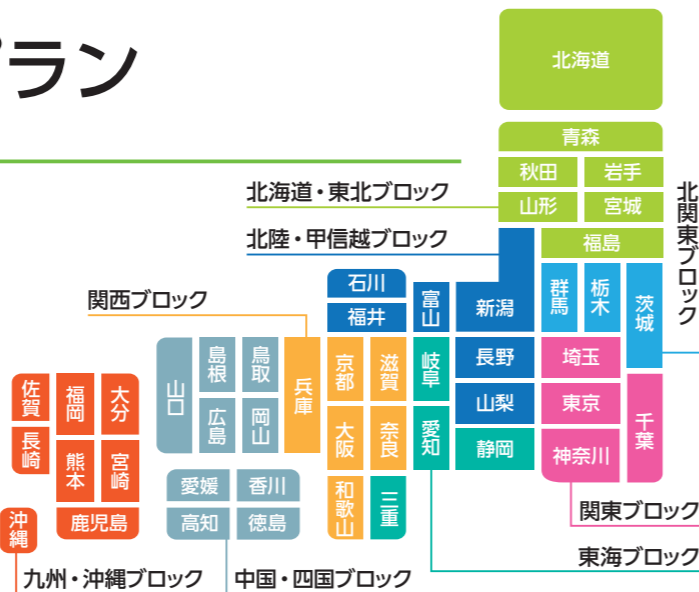 プラン
北海道
青森
秋田
岩手
山形
宮城
福島
北海道・東北ブロック
北陸・甲信越ブロック
北関東ブロック
関西ブロック
石川
福井
富山
新潟
群馬
栃木
茨城
長野
山梨
静岡
埼玉
東京
神奈川
千葉
岐阜
愛知
三重
京都
滋賀
大阪
奈良
和歌山
兵庫
鳥取
島根
岡山
広島
山口
愛媛
香川
高知
徳島
佐賀
福岡
大分
長崎
熊本
宮崎
鹿児島
沖縄
関東ブロック
東海ブロック
中国・四国ブロック
九州・沖縄ブロック